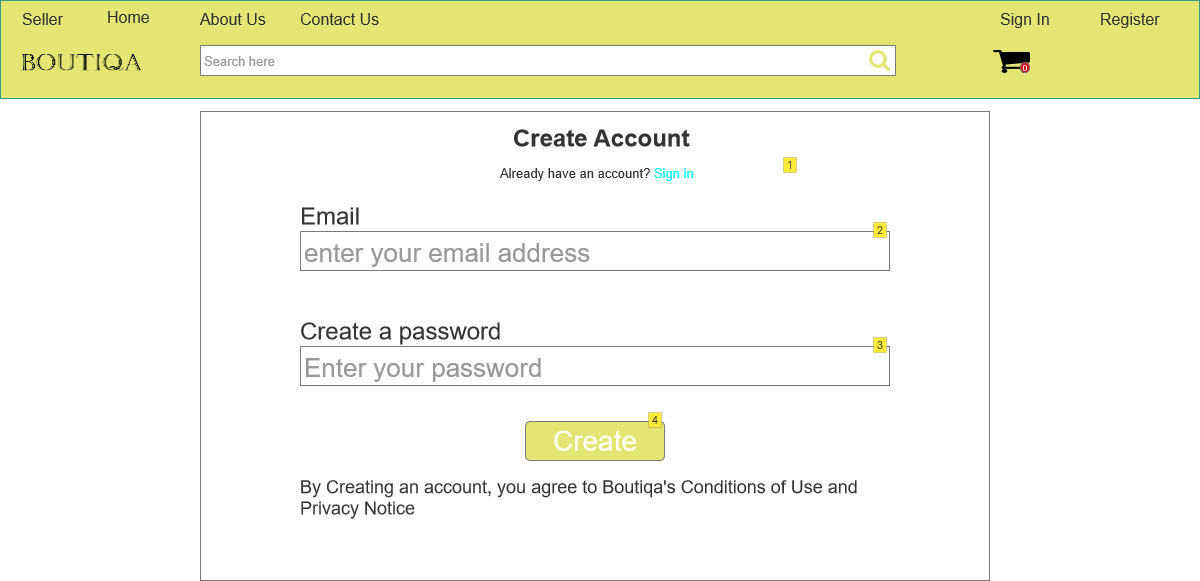 Seller Home About Us Contact Us Sign In Register
BOUTIQA Search here 0
Create Account
Already have an account? Sign in 1
Email
2
enter your email address
Create a password
3
Enter your password
4
Create
By Creating an account, you agree to Boutiqa's Conditions of Use and
Privacy Notice